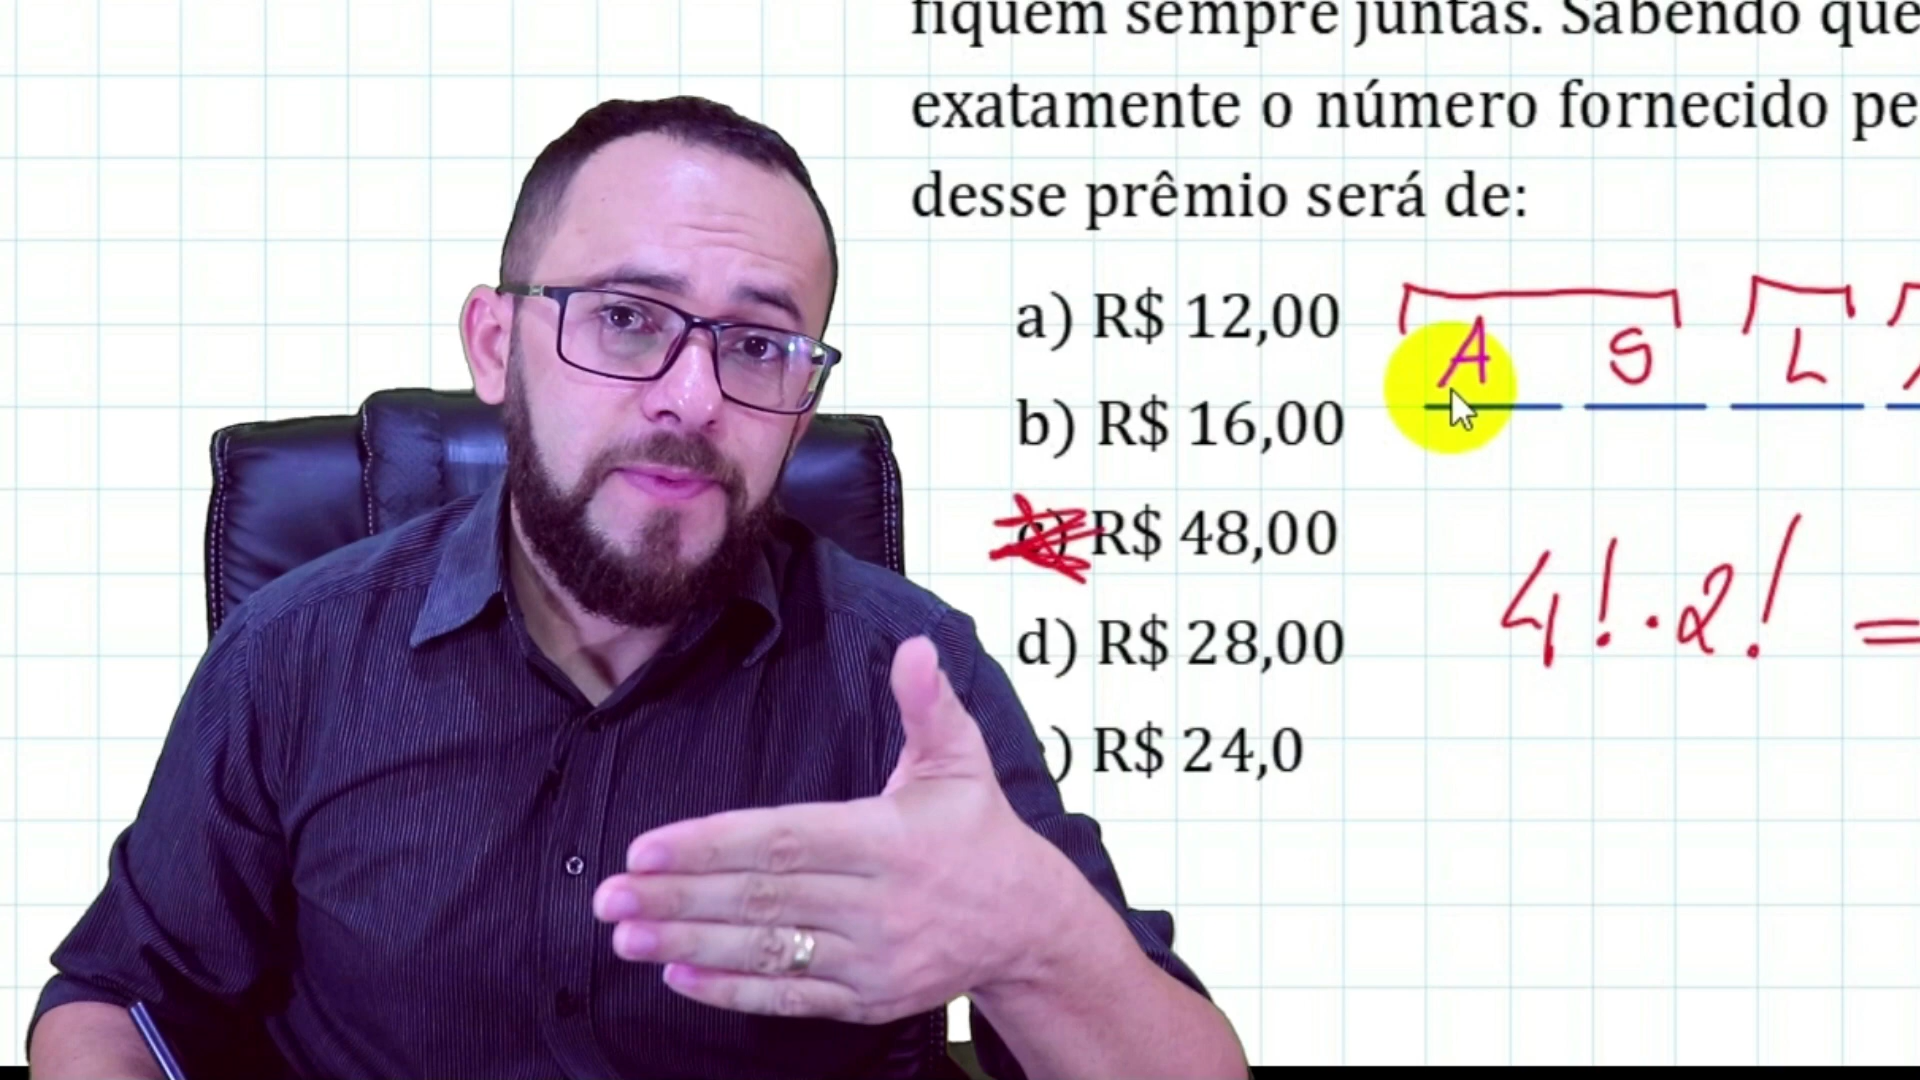 fiquem sempre juntas. Sabendo que
exatamente o número fornecido pe
desse prêmio será de:
a) R$ 12,00
A S L
b) R$ 16,00
c) R$ 48,00
4! · 2! =
d) R$ 28,00
) R$ 24,0